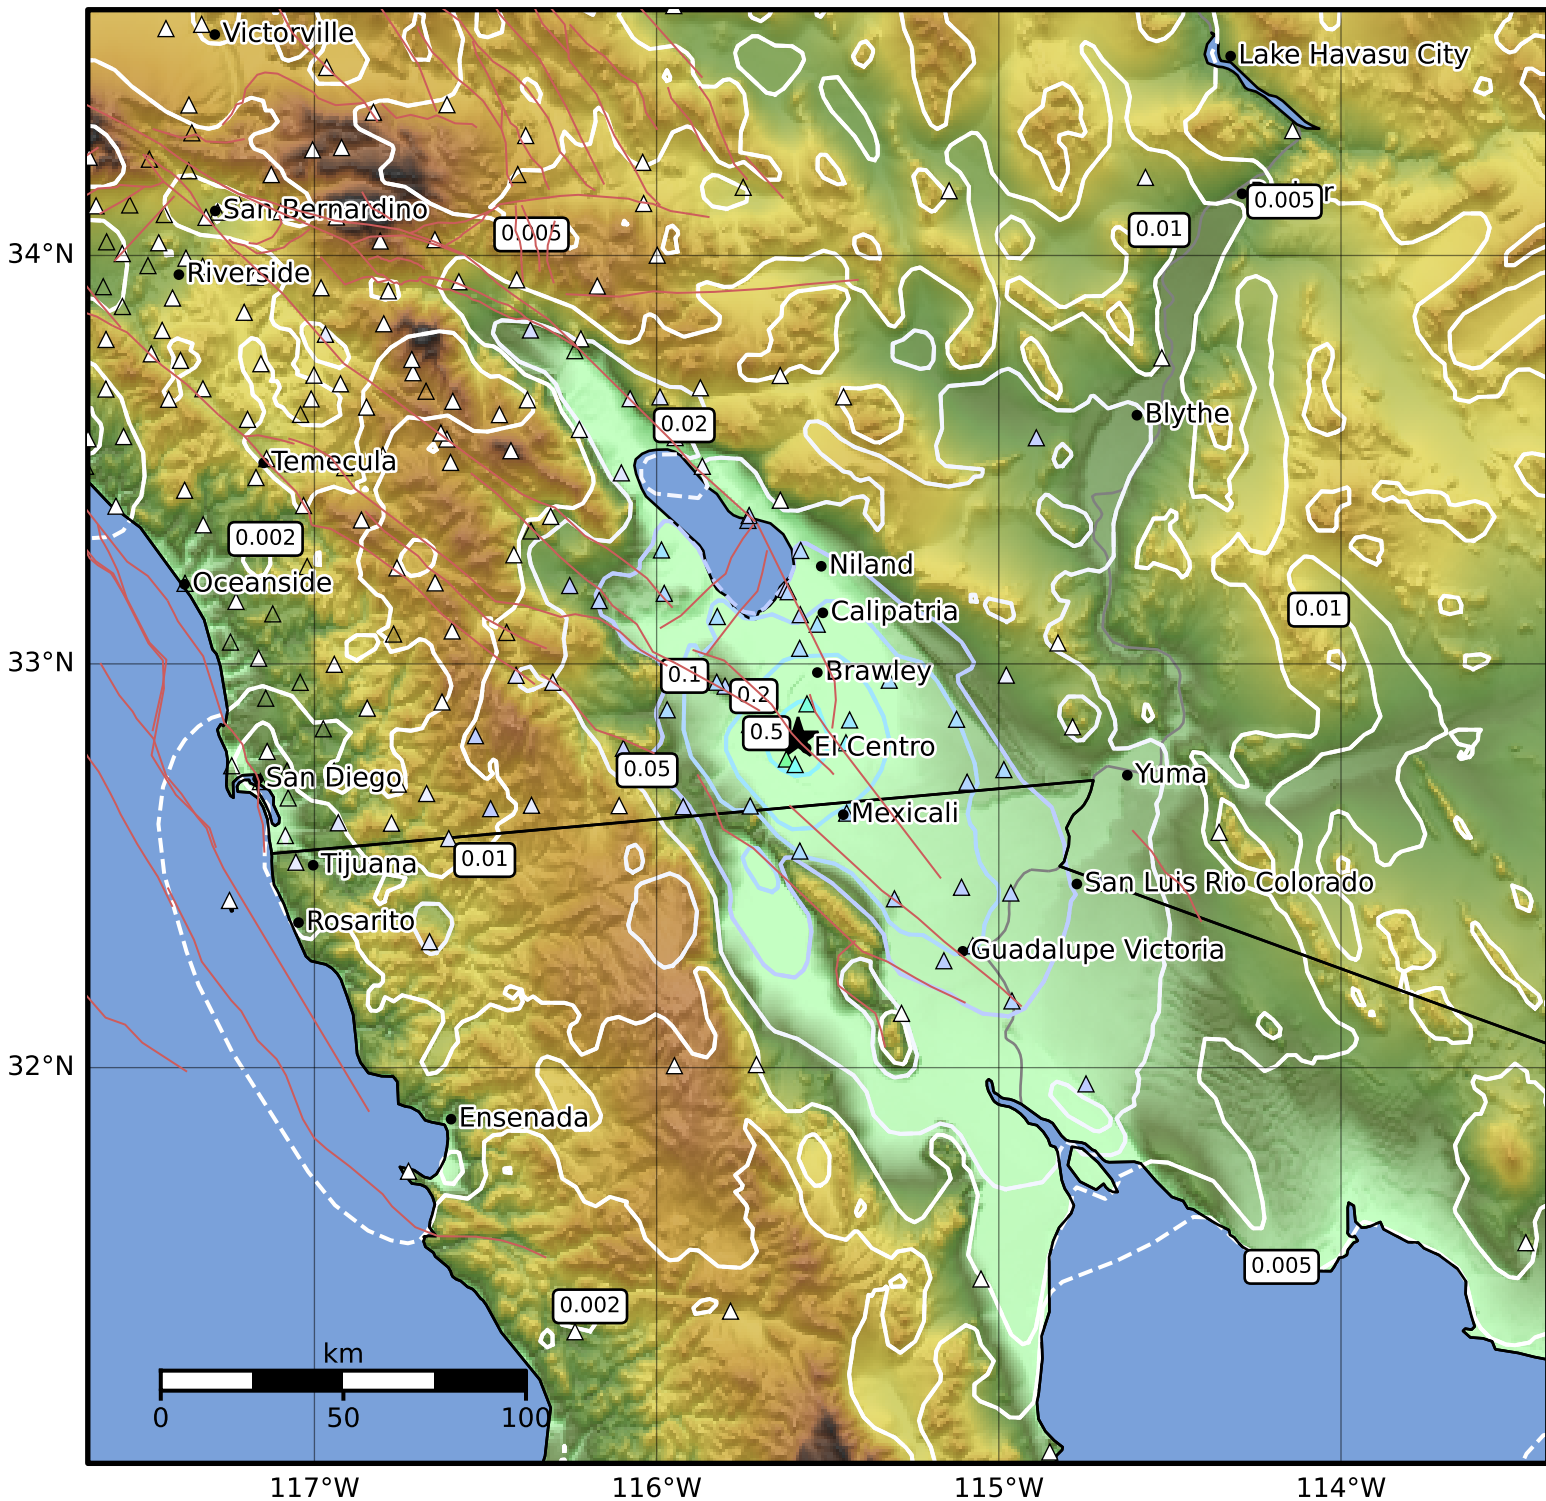 Victorville
Lake Havasu City
0.005
San Bernardino
0.005
0.01
34°N
Riverside
Blythe
0.02
Temecula
0.002
Niland
Oceanside
Calipatria
0.01
33°N
0.1
Brawley
0.2
0.5
El Centro
0.05
San Diego
Yuma
Mexicali
0.01
Tijuana
San Luis Rio Colorado
Rosarito
Guadalupe Victoria
32°N
Ensenada
0.005
0.002
km
0
50
100
117°W
116°W
115°W
114°W